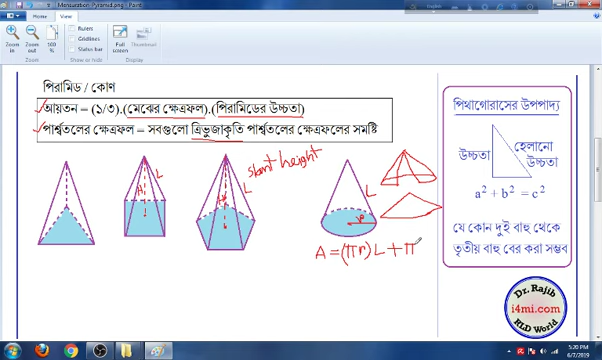 Mensuration-Pyramid.png - Paint
Home View
Zoom in
Zoom out
100 %
Rulers
Gridlines
Status bar
Full screen
Thumbnail
Zoom
Show or hide
Display
পিরামিড / কোণ
আয়তন = (১/৩).(মেঝের ক্ষেত্রফল).(পিরামিডের উচ্চতা)
পার্শ্বতলের ক্ষেত্রফল = সবগুলো ত্রিভুজাকৃতি পার্শ্বতলের ক্ষেত্রফলের সমষ্টি
L
h
L
slant height
L
r
A = (πr) L + π
পিথাগোরাসের উপপাদ্য
উচ্চতা
হেলানো উচ্চতা
a² + b² = c²
যে কোন দুই বাহু থেকে
তৃতীয় বাহু বের করা সম্ভব
Dr. Rajib
i4mi.com
RLD World
5:20 PM
6/7/2019